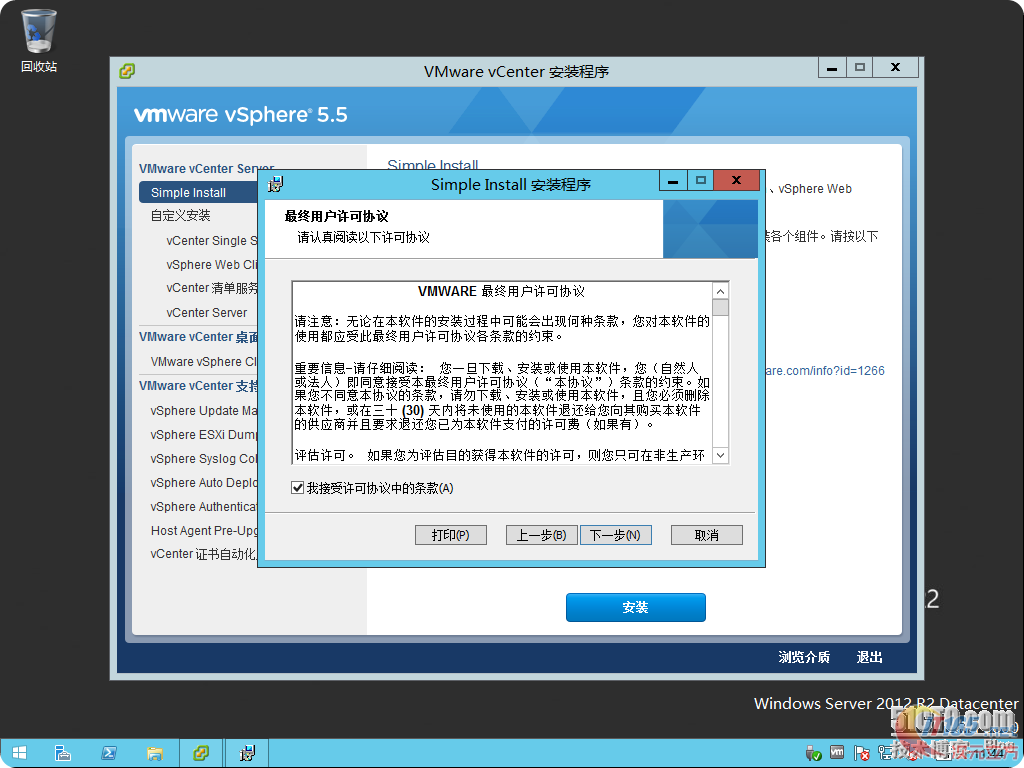 回收站
VMware vCenter 安装程序
vmware vSphere® 5.5
VMware vCenter Server
Simple Install
自定义安装
vCenter Single S
vSphere Web Cli
vCenter 清单服务
vCenter Server
VMware vCenter 桌面
VMware vSphere Cl
VMware vCenter 支持
vSphere Update Ma
vSphere ESXi Dump
vSphere Syslog Col
vSphere Auto Deplo
vSphere Authenticat
Host Agent Pre-Upg
vCenter 证书自动化
Simple Install
、vSphere Web
各个组件。请按以下
are.com/info?id=1266
Simple Install 安装程序
最终用户许可协议
请认真阅读以下许可协议
VMWARE 最终用户许可协议
请注意：无论在本软件的安装过程中可能会出现何种条款，您对本软件的
使用都应受此最终用户许可协议各条款的约束。
重要信息-请仔细阅读： 您一旦下载、安装或使用本软件，您（自然人
或法人）即同意接受本最终用户许可协议（“本协议”）条款的约束。如
果您不同意本协议的条款，请勿下载、安装或使用本软件，且您必须删除
本软件，或在三十 (30) 天内将未使用的本软件退还给您向其购买本软件
的供应商并且要求退还您已为本软件支付的许可费（如果有）。
评估许可。 如果您为评估目的获得本软件的许可，则您只可在非生产环
我接受许可协议中的条款(A)
打印(P)
上一步(B)
下一步(N)
取消
安装
浏览介质
退出
2
Windows Server 2012 R2 Datacenter
51CTO.com
技术博客 Blog